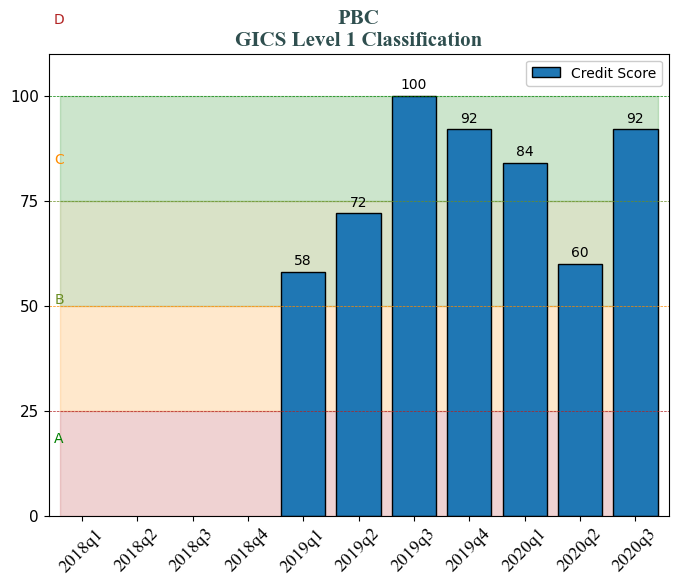 D
PBC
GICS Level 1 Classification
Credit Score
100
100
92
92
84
C
75
72
60
58
B
50
25
A
0
2018q1
2018q2
2018q3
2018q4
2019q1
2019q2
2019q3
2019q4
2020q1
2020q2
2020q3